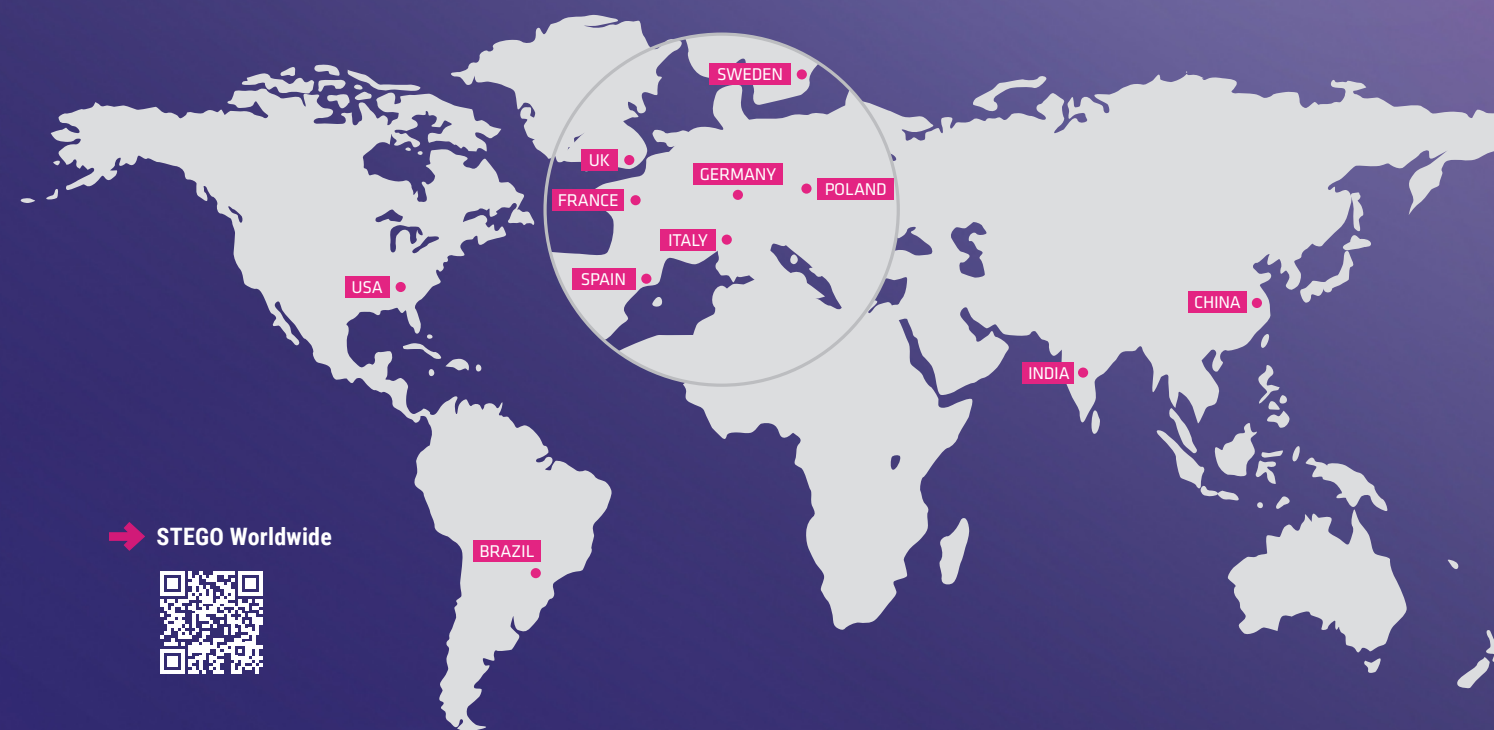 SWEDEN
UK
GERMANY
FRANCE
POLAND
ITALY
SPAIN
USA
CHINA
INDIA
STEGO Worldwide
BRAZIL